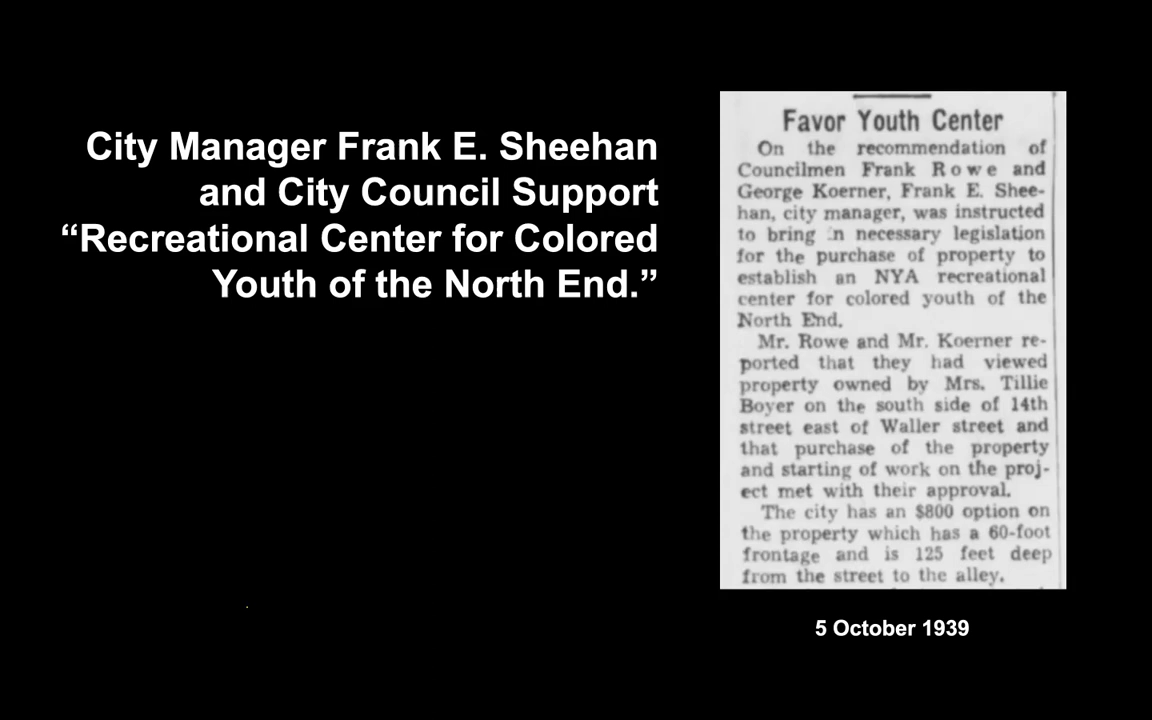 City Manager Frank E. Sheehan
and City Council Support
“Recreational Center for Colored
Youth of the North End.”
Favor Youth Center
On the recommendation of
Councilmen Frank Rowe and
George Koerner, Frank E. Shee-
han, city manager, was instructed
to bring in necessary legislation
for the purchase of property to
establish an NYA recreational
center for colored youth of the
North End.
Mr. Rowe and Mr. Koerner re-
ported that they had viewed
property owned by Mrs. Tillie
Boyer on the south side of 14th
street east of Waller street and
that purchase of the property
and starting of work on the proj-
ect met with their approval.
The city has an $800 option on
the property which has a 60-foot
frontage and is 125 feet deep
from the street to the alley.
5 October 1939